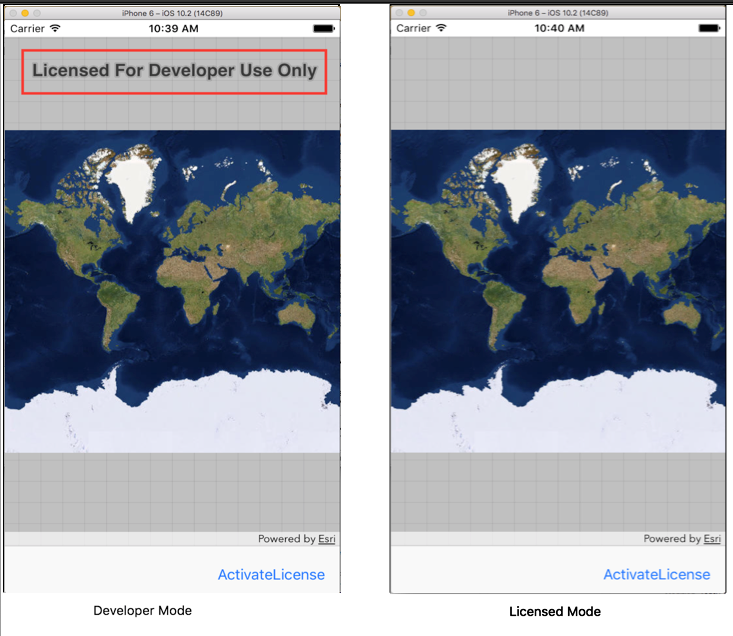 iPhone 6 – iOS 10.2 (14C89)
Carrier 10:39 AM
Licensed For Developer Use Only
Powered by Esri
ActivateLicense
Developer Mode
iPhone 6 – iOS 10.2 (14C89)
Carrier 10:40 AM
Powered by Esri
ActivateLicense
Licensed Mode